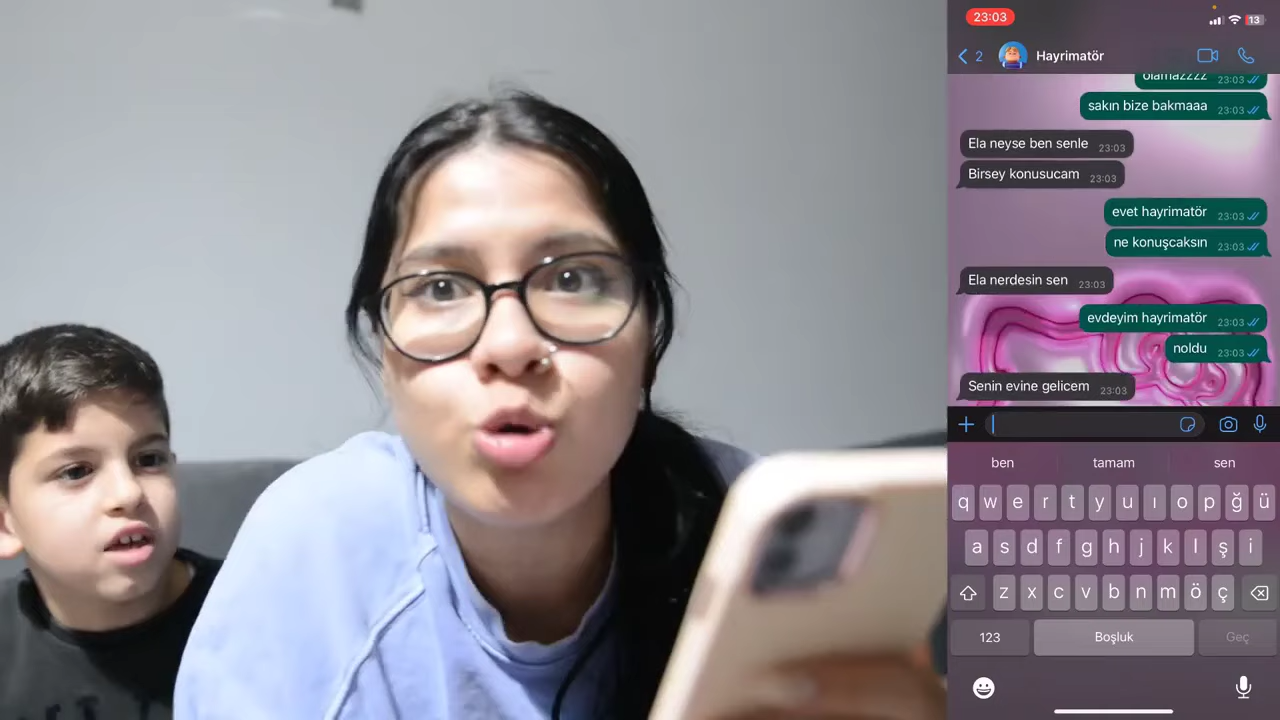 23:03
13
2
Hayrimatör
olamazzzz 23:03
sakın bize bakmaaa 23:03
Ela neyse ben senle 23:03
Birsey konusucam 23:03
evet hayrimatör 23:03
ne konuşcaksın 23:03
Ela nerdesin sen 23:03
evdeyim hayrimatör 23:03
noldu 23:03
Senin evine gelicem 23:03
ben tamam sen
q w e r t y u ı o p ğ ü
a s d f g h j k l ş i
z x c v b n m ö ç
123 Boşluk Geç